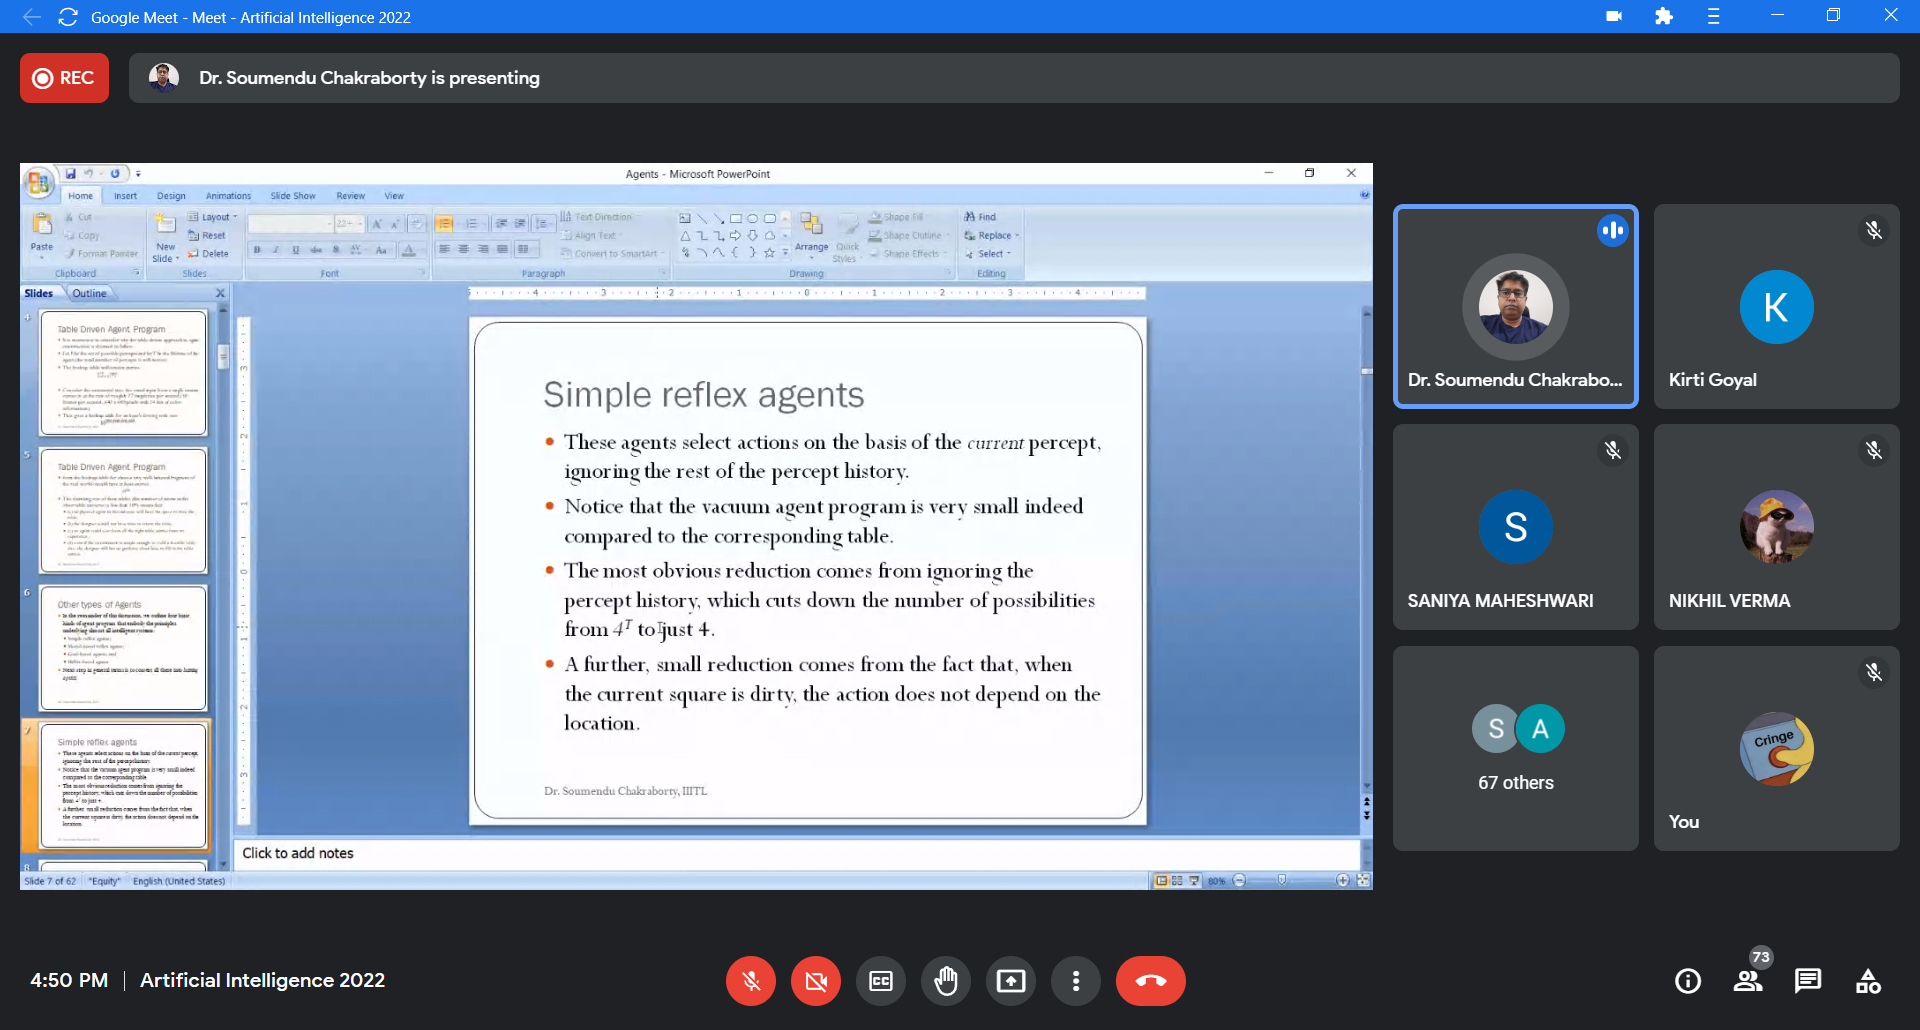 Google Meet - Meet - Artificial Intelligence 2022
REC
Dr. Soumendu Chakraborty is presenting
Agents - Microsoft PowerPoint
Home Insert Design Animations Slide Show Review View
Paste
Cut
Copy
Format Painter
Clipboard
New
Slide
Layout
Reset
Delete
Slides
Font
Text Direction
Align Text
Convert to SmartArt
Paragraph
Arrange
Quick
Styles
Shape Fill
Shape Outline
Shape Effects
Drawing
Find
Replace
Select
Editing
Slides Outline
4
Table Driven Agent Program
5
Table Driven Agent Program
6
Other types of Agents
7
Simple reflex agents
8
Simple reflex agents
• These agents select actions on the basis of the current percept,
ignoring the rest of the percept history.
• Notice that the vacuum agent program is very small indeed
compared to the corresponding table.
• The most obvious reduction comes from ignoring the
percept history, which cuts down the number of possibilities
from 4ᵀ to just 4.
• A further, small reduction comes from the fact that, when
the current square is dirty, the action does not depend on the
location.
Dr. Soumendu Chakraborty, IIITL
Click to add notes
Slide 7 of 62 "Equity" English (United States)
80%
Dr. Soumendu Chakrabo...
K
Kirti Goyal
S
SANIYA MAHESHWARI
NIKHIL VERMA
S A
67 others
Cringe
You
4:50 PM | Artificial Intelligence 2022
CC
73